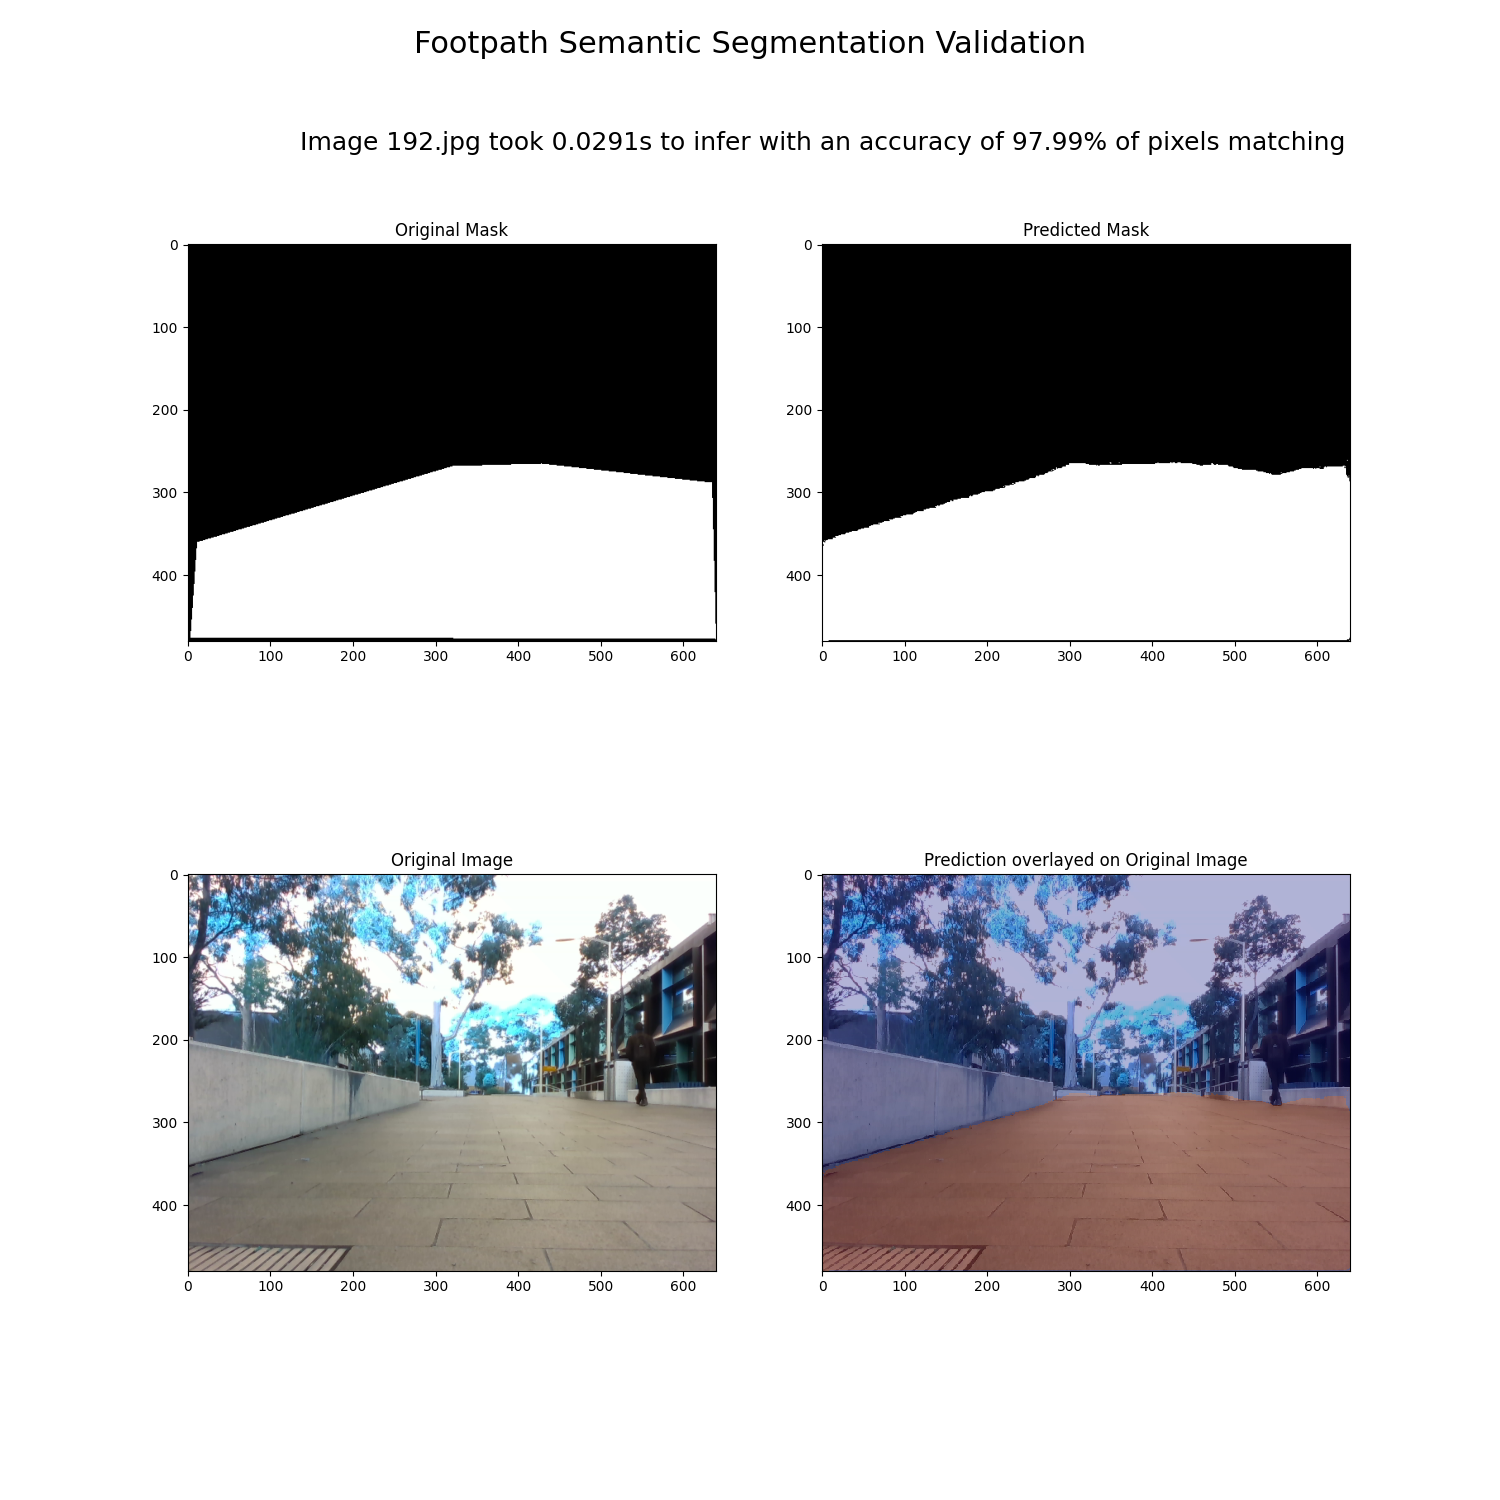 Footpath Semantic Segmentation Validation
Image 192.jpg took 0.0291s to infer with an accuracy of 97.99% of pixels matching
Original Mask
0
100
200
300
400
0 100 200 300 400 500 600
Predicted Mask
0
100
200
300
400
0 100 200 300 400 500 600
Original Image
0
100
200
300
400
0 100 200 300 400 500 600
Prediction overlayed on Original Image
0
100
200
300
400
0 100 200 300 400 500 600